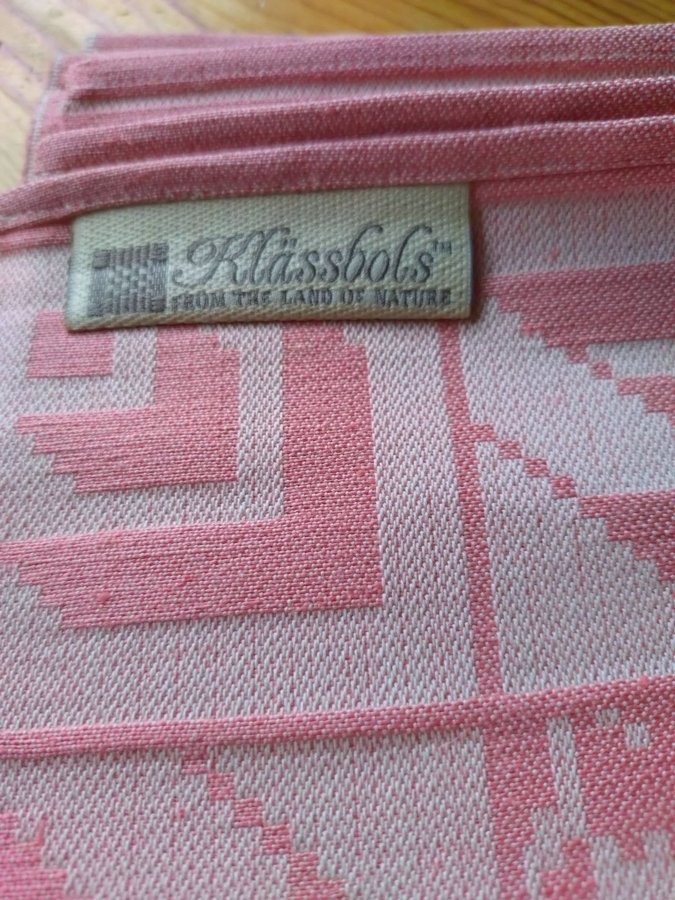 Klässbols™
FROM THE LAND OF NATURE